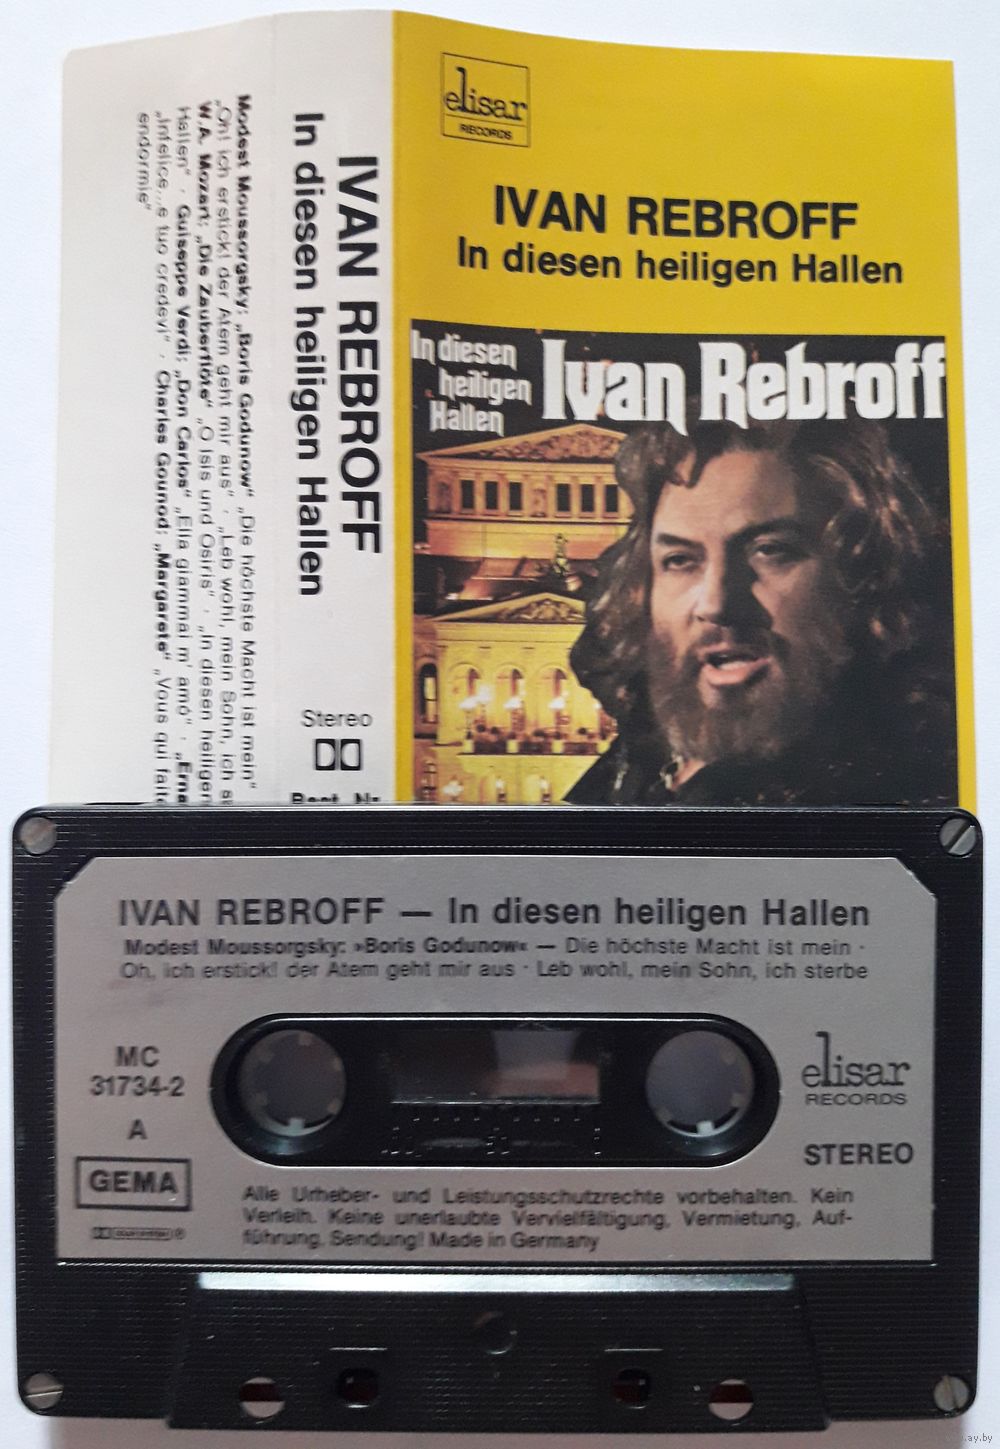 elisar
RECORDS
IVAN REBROFF
In diesen heiligen Hallen
In diesen
heiligen
Hallen
Ivan Rebroff
IVAN REBROFF
In diesen heiligen Hallen
Stereo
Modest Moussorgsky: „Boris Godunow“ „Die höchste Macht ist mein“
„Oh! ich erstick! der Atem geht mir aus“ · „Leb wohl, mein Sohn, ich
W.A. Mozart: „Die Zauberflöte“ „O Isis und Osiris“ · „In diesen heiligen
Hallen“ · Guiseppe Verdi: „Don Carlos“ „Ella giammai m' amó“ ·
„Infelice...e tuo credevi“ · Charles Gounod: „Margarete“ „Vous qui
endormie“
IVAN REBROFF — In diesen heiligen Hallen
Modest Moussorgsky: »Boris Godunow« — Die höchste Macht ist mein ·
Oh, ich erstick! der Atem geht mir aus · Leb wohl, mein Sohn, ich sterbe
MC
31734-2
A
GEMA
elisar
RECORDS
STEREO
Alle Urheber- und Leistungsschutzrechte vorbehalten. Kein
Verleih. Keine unerlaubte Vervielfältigung, Vermietung, Auf-
führung, Sendung! Made in Germany
ay.by